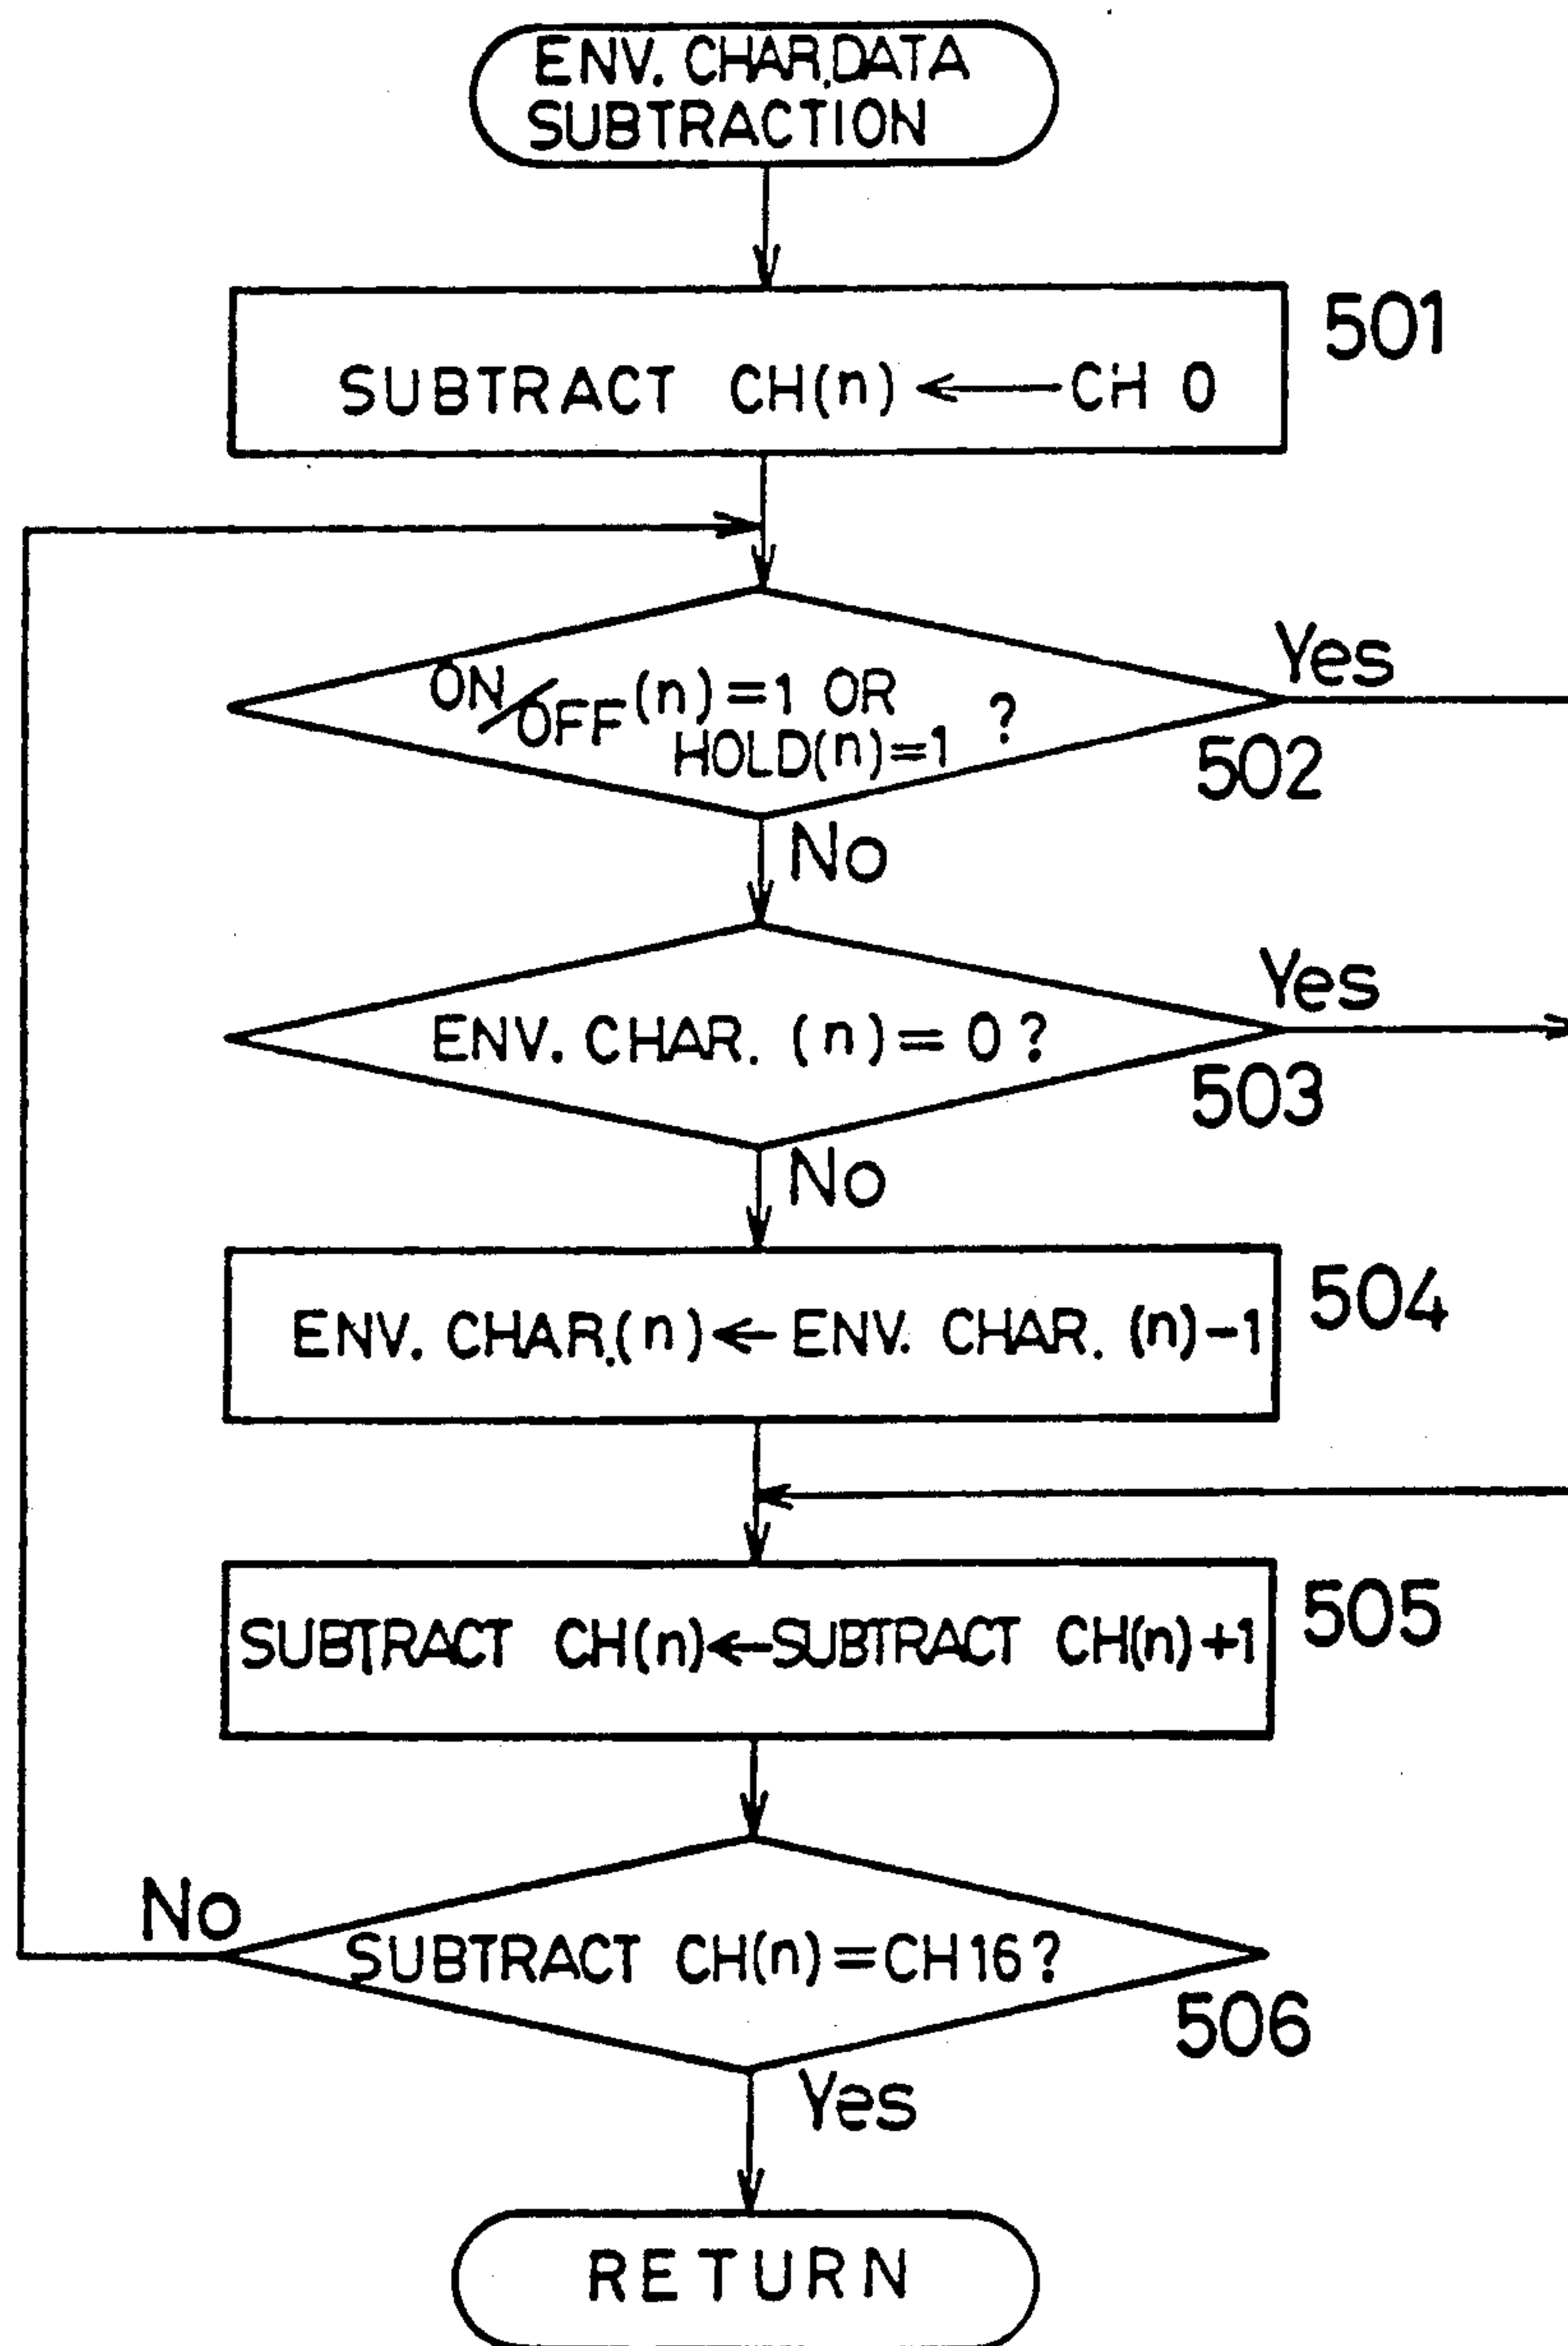 ENV. CHAR.DATA
SUBTRACTION
501
SUBTRACT CH(n) ← CH 0
Yes
ON/OFF(n)=1 OR
HOLD(n)=1 ?
502
No
Yes
ENV. CHAR. (n)= 0?
503
No
504
ENV. CHAR.(n)← ENV. CHAR. (n)-1
505
SUBTRACT CH(n)←SUBTRACT CH(n)+1
No
SUBTRACT CH(n)=CH16?
506
Yes
RETURN